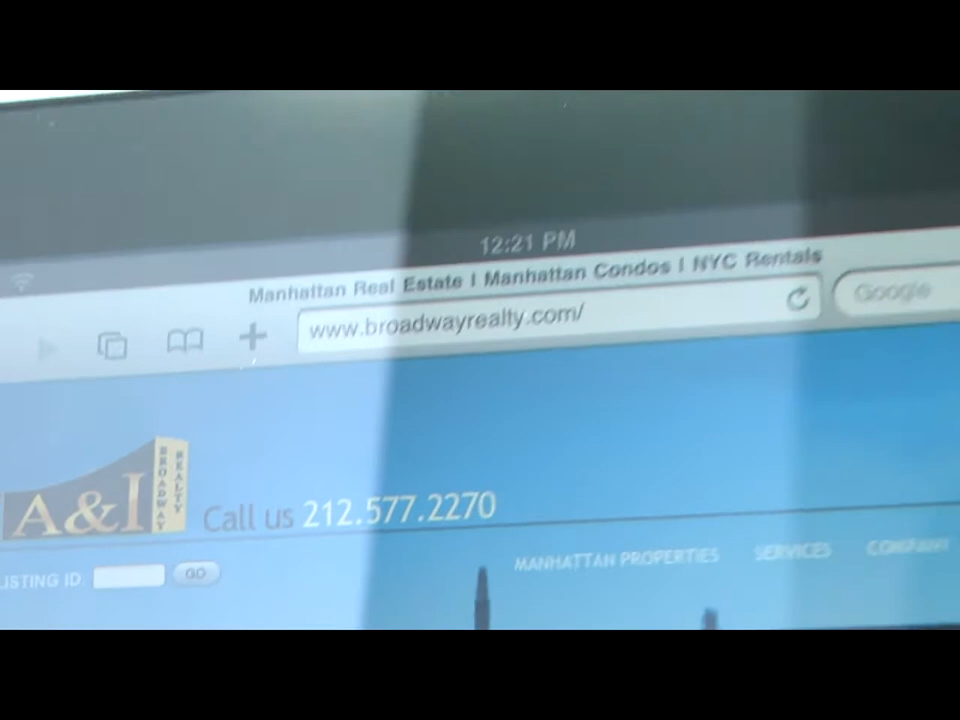 12:21 PM
Manhattan Real Estate | Manhattan Condos | NYC Rentals
www.broadwayrealty.com/
Google
A&I
BROADWAY
REALTY
Call us 212.577.2270
LISTING ID
GO
MANHATTAN PROPERTIES SERVICES COMPANY